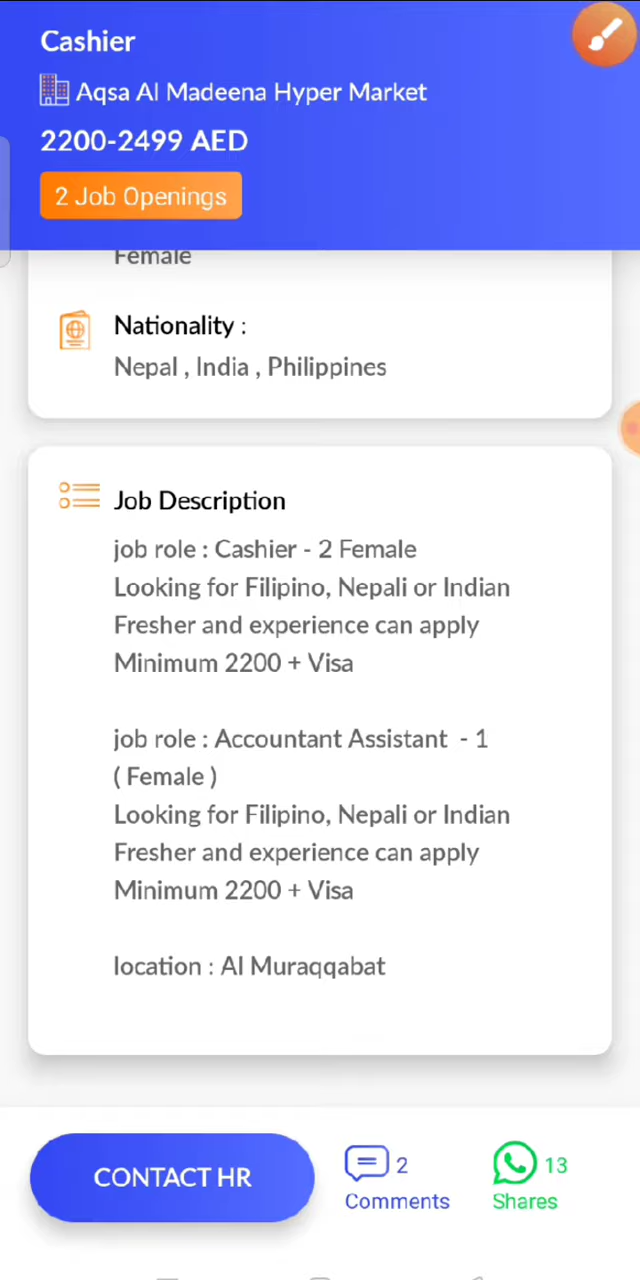 Cashier
Aqsa Al Madeena Hyper Market
2200-2499 AED
2 Job Openings
Female
Nationality :
Nepal , India , Philippines
Job Description
job role : Cashier - 2 Female
Looking for Filipino, Nepali or Indian
Fresher and experience can apply
Minimum 2200 + Visa
job role : Accountant Assistant - 1
( Female )
Looking for Filipino, Nepali or Indian
Fresher and experience can apply
Minimum 2200 + Visa
location : Al Muraqqabat
CONTACT HR
2
Comments
13
Shares